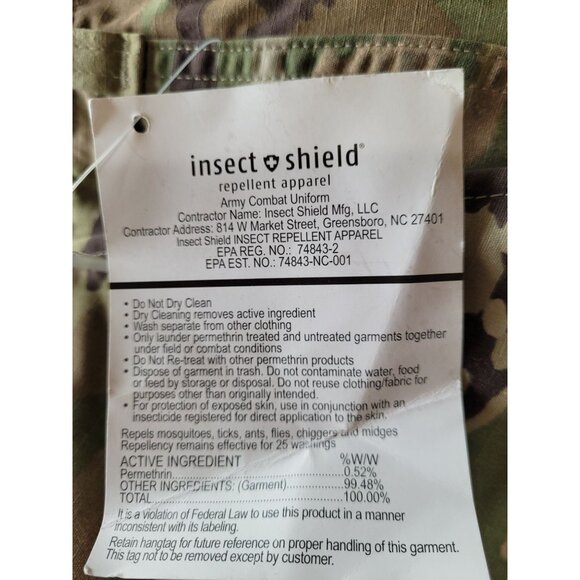 insect shield®
repellent apparel
Army Combat Uniform
Contractor Name: Insect Shield Mfg, LLC
Contractor Address: 814 W Market Street, Greensboro, NC 27401
Insect Shield INSECT REPELLENT APPAREL
EPA REG. NO.: 74843-2
EPA EST. NO.: 74843-NC-001
• Do Not Dry Clean
• Dry Cleaning removes active ingredient
• Wash separate from other clothing
• Only launder permethrin treated and untreated garments together
under field or combat conditions
• Do Not Re-treat with other permethrin products
• Dispose of garment in trash. Do not contaminate water, food
or feed by storage or disposal. Do not reuse clothing/fabric for
purposes other than originally intended.
• For protection of exposed skin, use in conjunction with an
insecticide registered for direct application to the skin.
Repels mosquitoes, ticks, ants, flies, chiggers and midges
Repellency remains effective for 25 washings
ACTIVE INGREDIENT %W/W
Permethrin 0.52%
OTHER INGREDIENTS: (Garment) 99.48%
TOTAL 100.00%
It is a violation of Federal Law to use this product in a manner
inconsistent with its labeling.
Retain hangtag for future reference on proper handling of this garment.
This tag not to be removed except by customer.